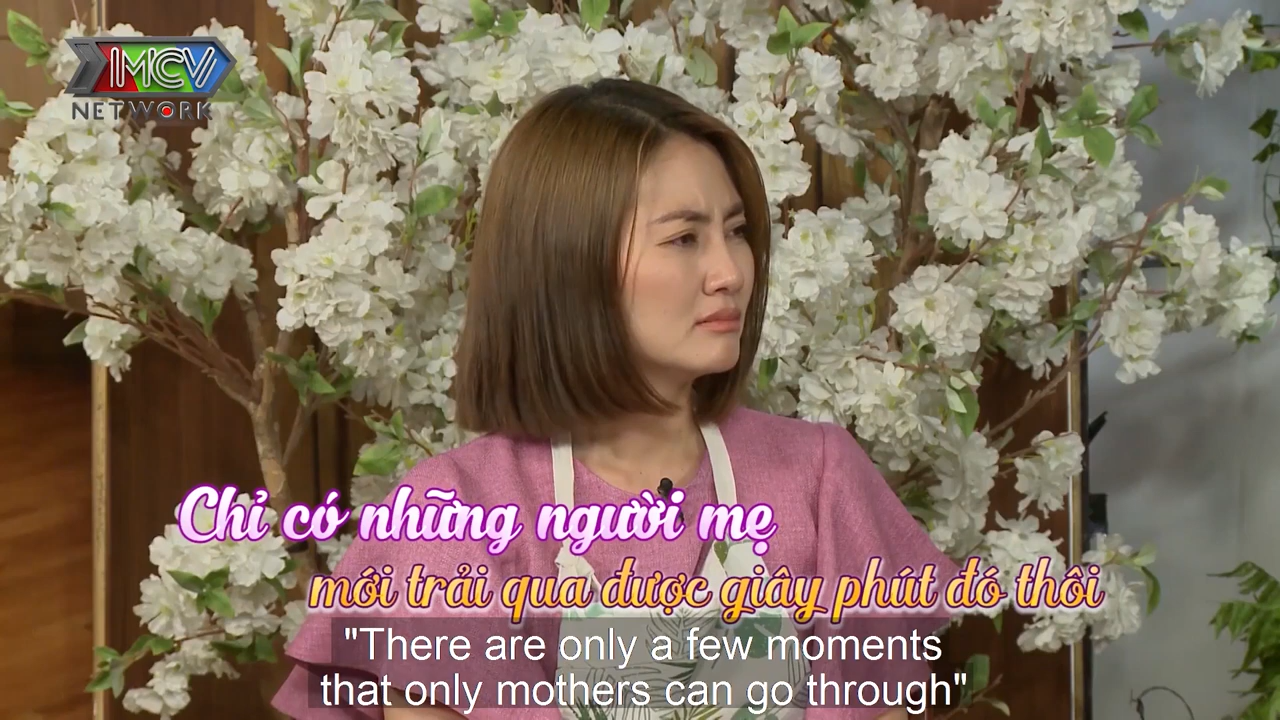 MCV
NETWORK
Chỉ có những người mẹ
mới trải qua được giây phút đó thôi
"There are only a few moments
that only mothers can go through"